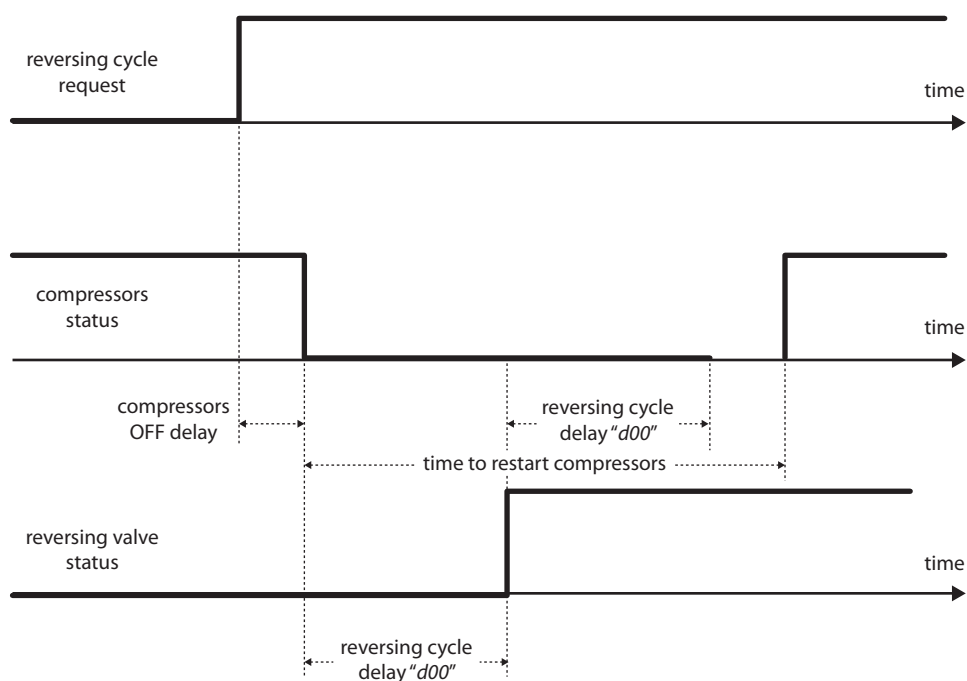 reversing cycle
request
time
compressors
status
time
compressors
OFF delay
reversing cycle
delay “d00”
time to restart compressors
reversing valve
status
time
reversing cycle
delay “d00”